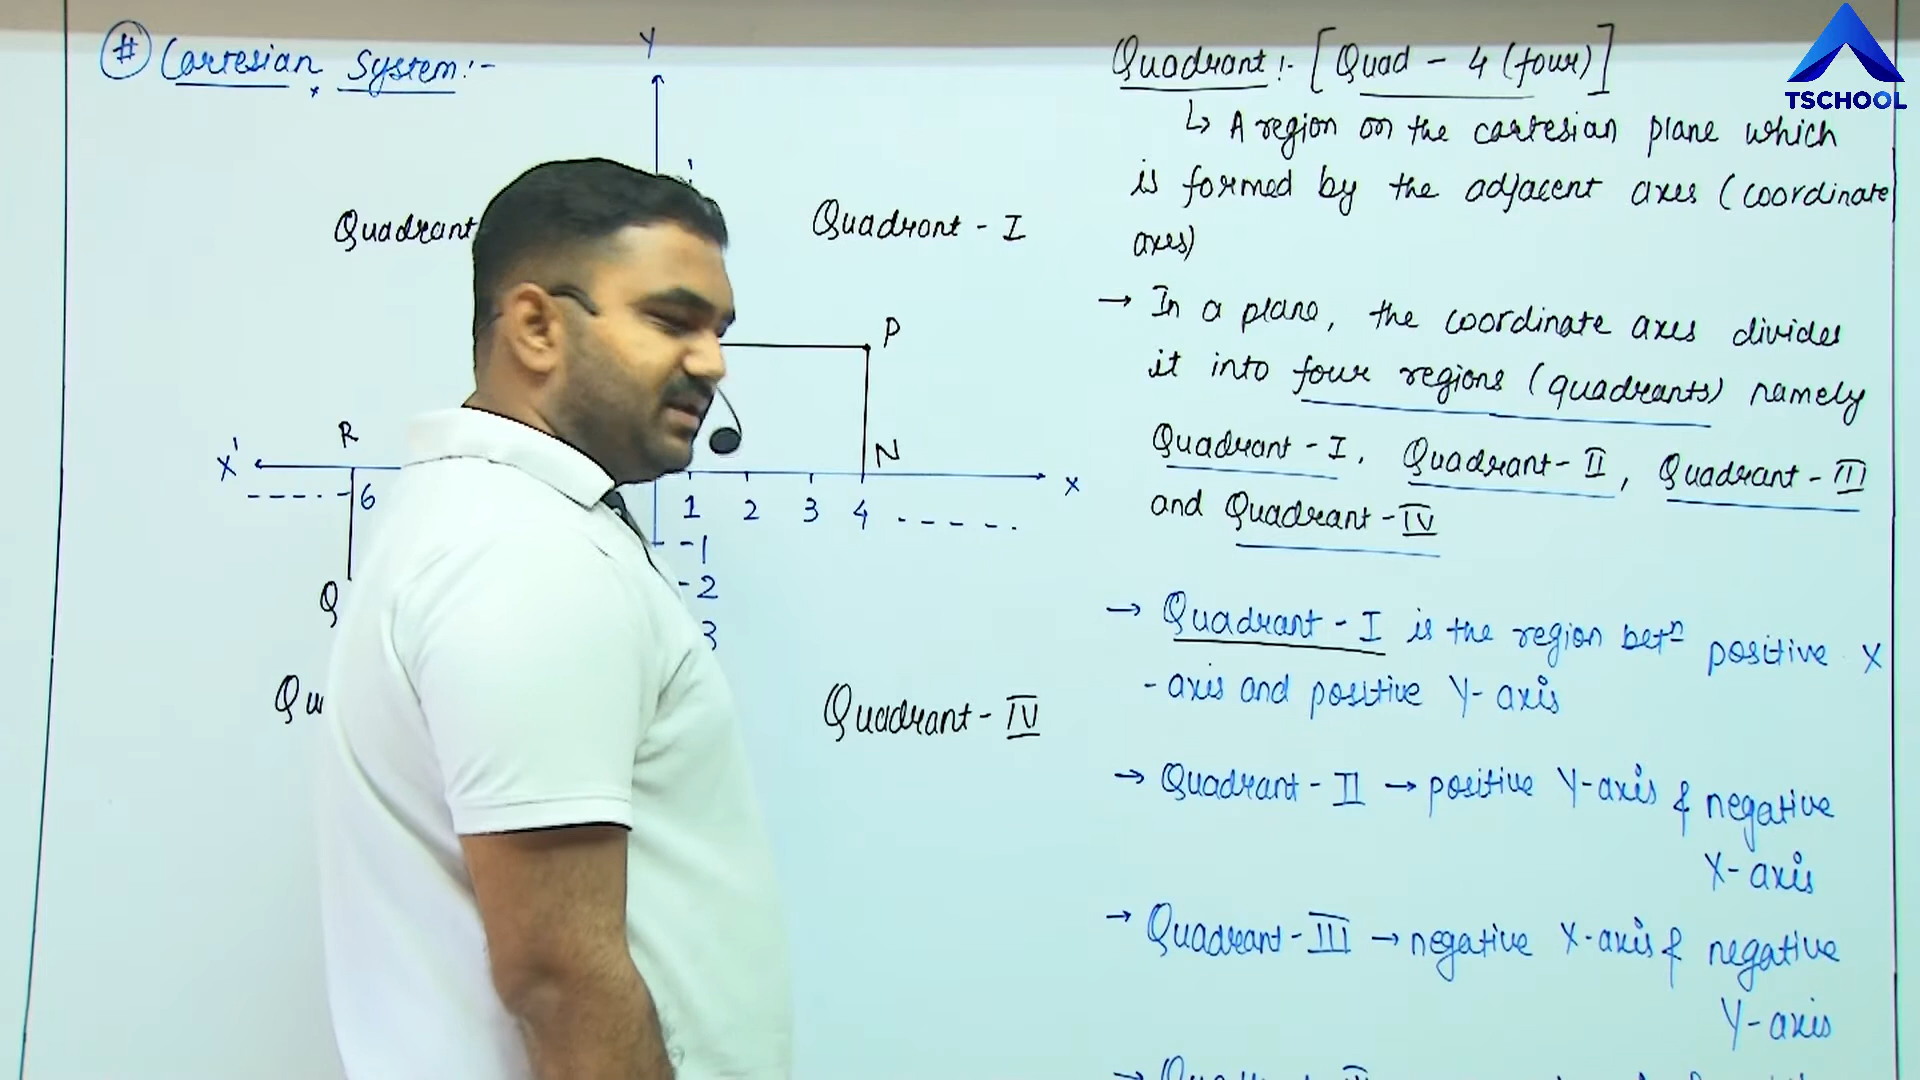 # Cartesian System:-
Y
Quadrant
Quadrant - I
P
R
N
X'
X
6
1 2 3 4
-1
-2
3
Q
Qu
Quadrant - IV
Quadrant :- [Quad - 4 (four)]
↳ A region on the cartesian plane which
is formed by the adjacent axes (coordinate
axes)
→ In a plane, the coordinate axes divides
it into four regions (quadrants) namely
Quadrant - I, Quadrant - II, Quadrant - III
and Quadrant - IV
→ Quadrant - I is the region betⁿ positive X
- axis and positive Y- axis
→ Quadrant - II → positive Y-axis & negative
X- axis
→ Quadrant - III → negative X-axis & negative
Y-axis
TSCHOOL